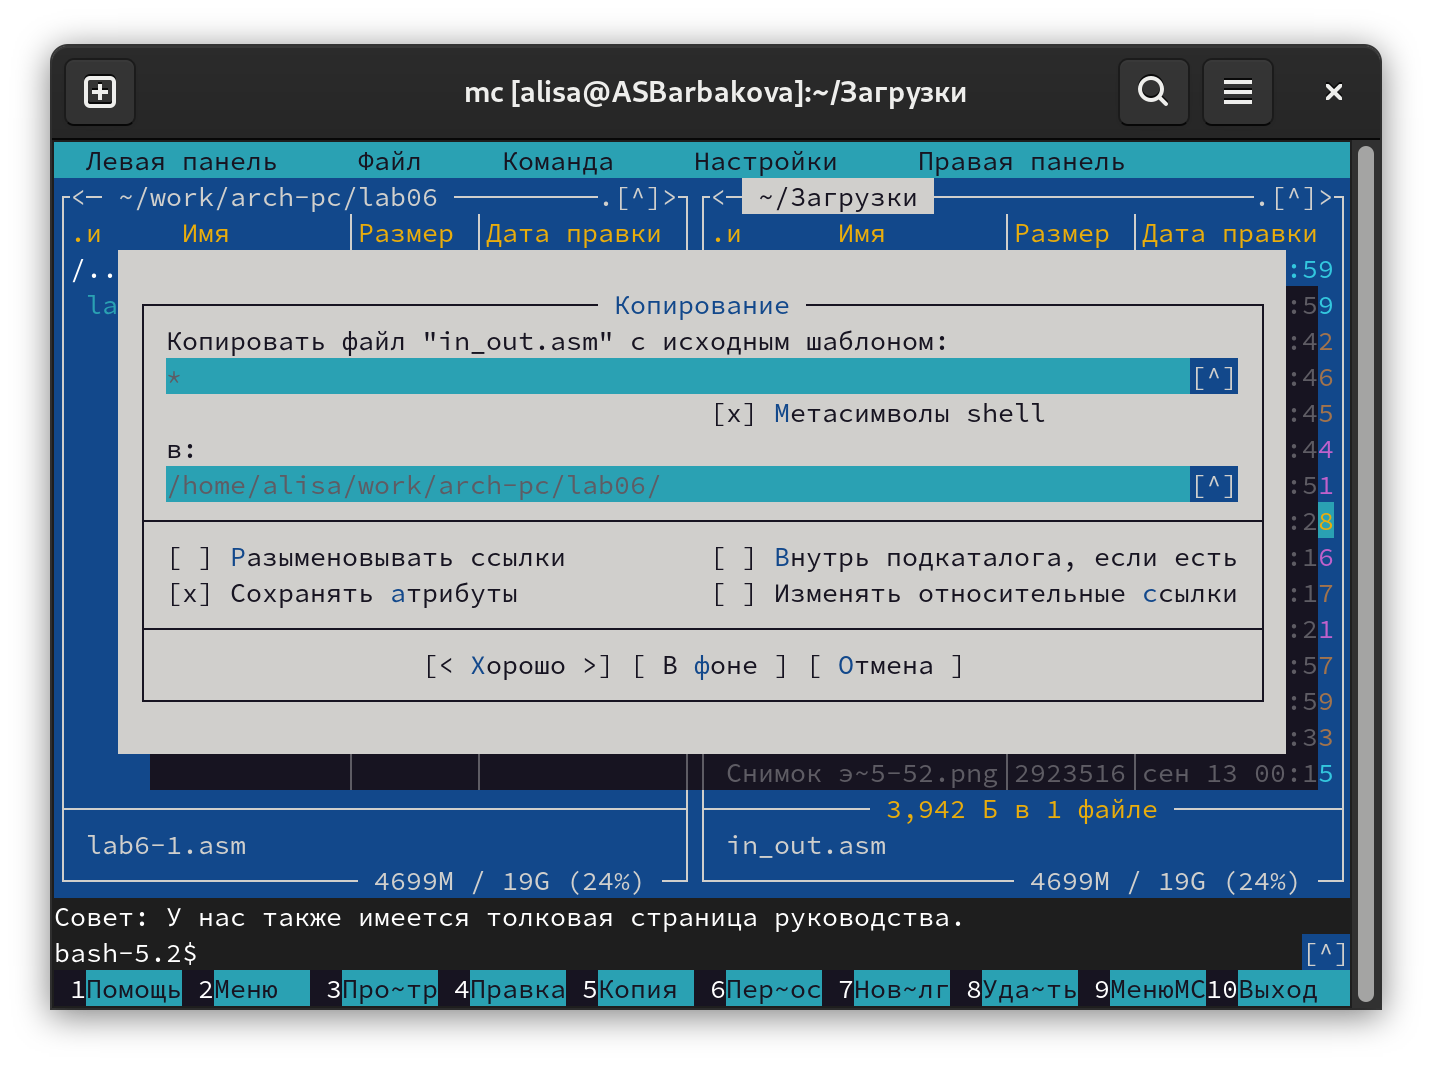 mc [alisa@ASBarbakova]:~/Загрузки
Левая панель Файл Команда Настройки Правая панель
<— ~/work/arch-pc/lab06 .[^]> <— ~/Загрузки .[^]>
.и Имя Размер Дата правки .и Имя Размер Дата правки
/.. :59
la :59
Копирование
Копировать файл "in_out.asm" с исходным шаблоном: :42
* [^] :46
[x] Метасимволы shell :45
в: :44
/home/alisa/work/arch-pc/lab06/ [^] :51
:28
[ ] Разыменовывать ссылки [ ] Внутрь подкаталога, если есть :16
[x] Сохранять атрибуты [ ] Изменять относительные ссылки :17
:21
[< Хорошо >] [ В фоне ] [ Отмена ] :57
:59
:33
Снимок э~5-52.png 2923516 сен 13 00:15
3,942 Б в 1 файле
lab6-1.asm in_out.asm
4699M / 19G (24%) 4699M / 19G (24%)
Совет: У нас также имеется толковая страница руководства.
bash-5.2$ [^]
1Помощь 2Меню 3Про~тр 4Правка 5Копия 6Пер~ос 7Нов~лг 8Уда~ть 9МенюМС 10Выход